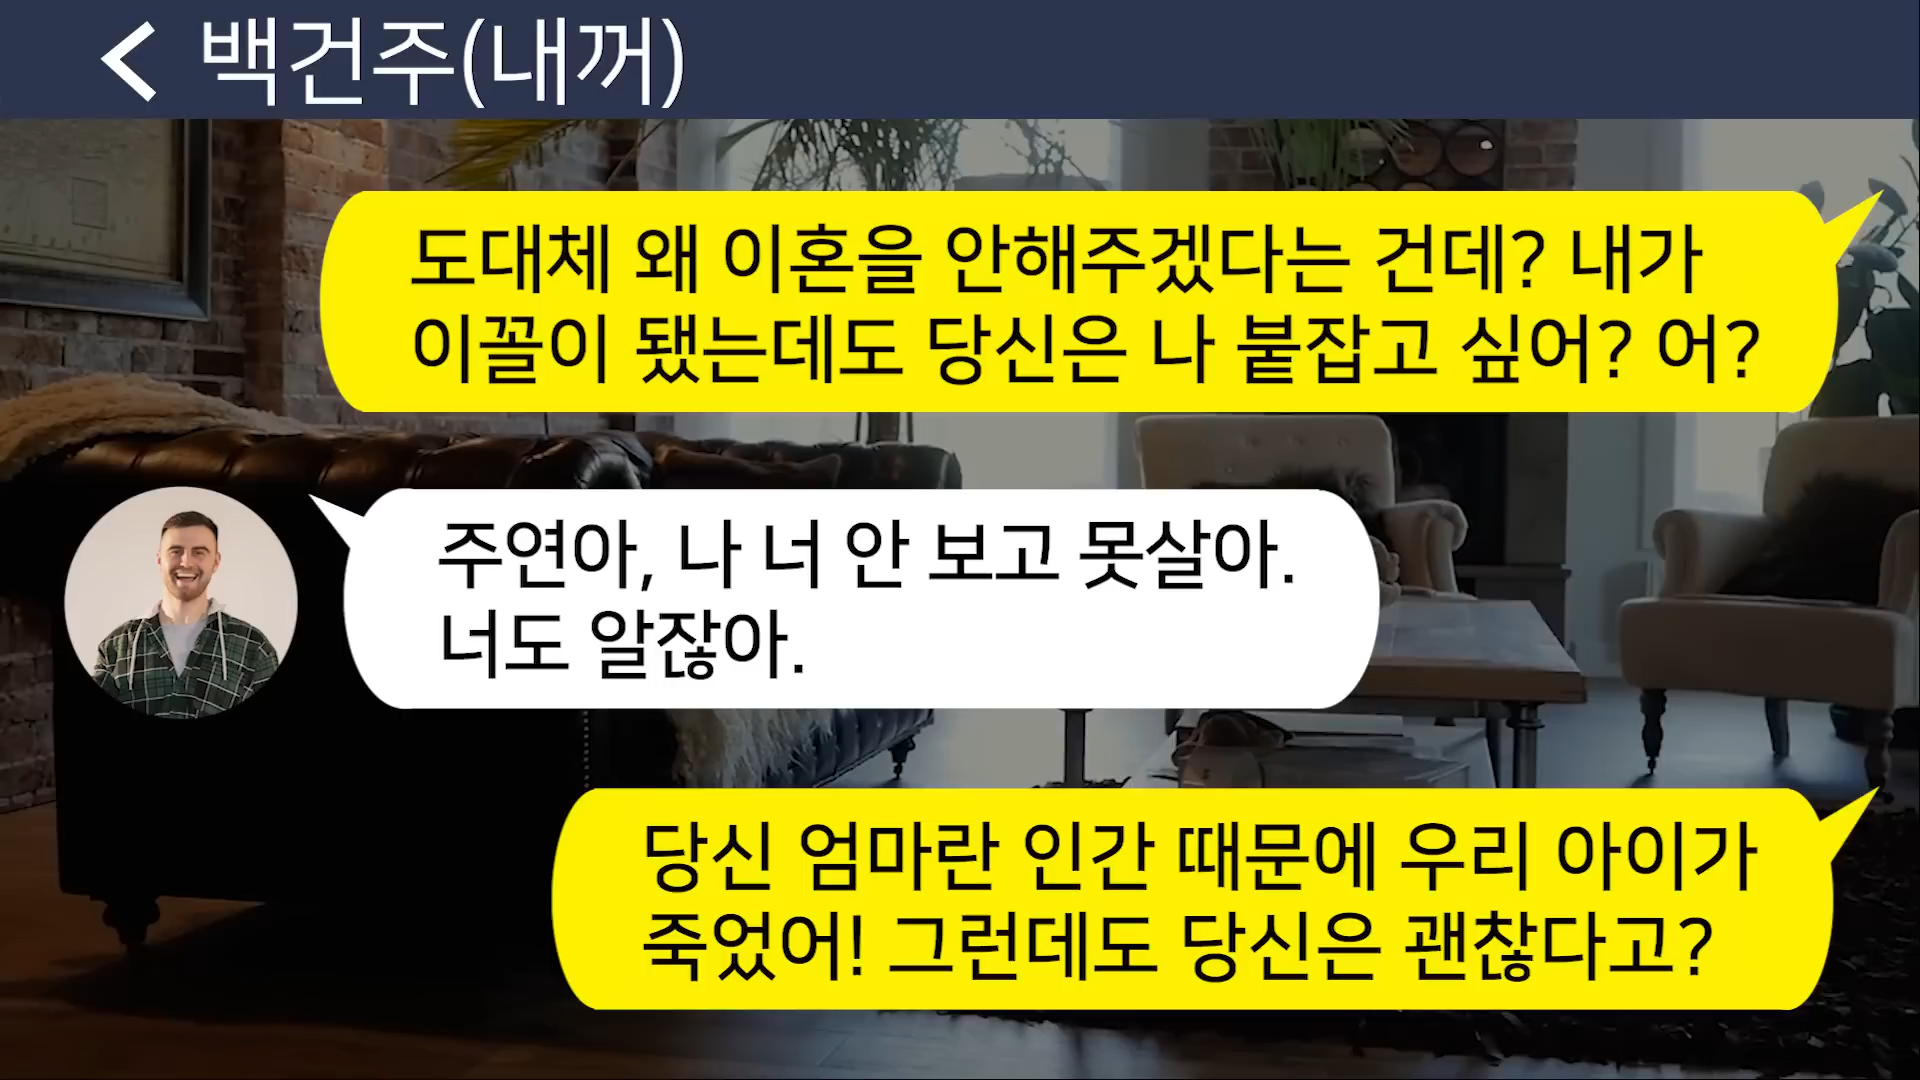 백건주(내꺼)
도대체 왜 이혼을 안해주겠다는 건데? 내가
이꼴이 됐는데도 당신은 나 붙잡고 싶어? 어?
주연아, 나 너 안 보고 못살아.
너도 알잖아.
당신 엄마란 인간 때문에 우리 아이가
죽었어! 그런데도 당신은 괜찮다고?